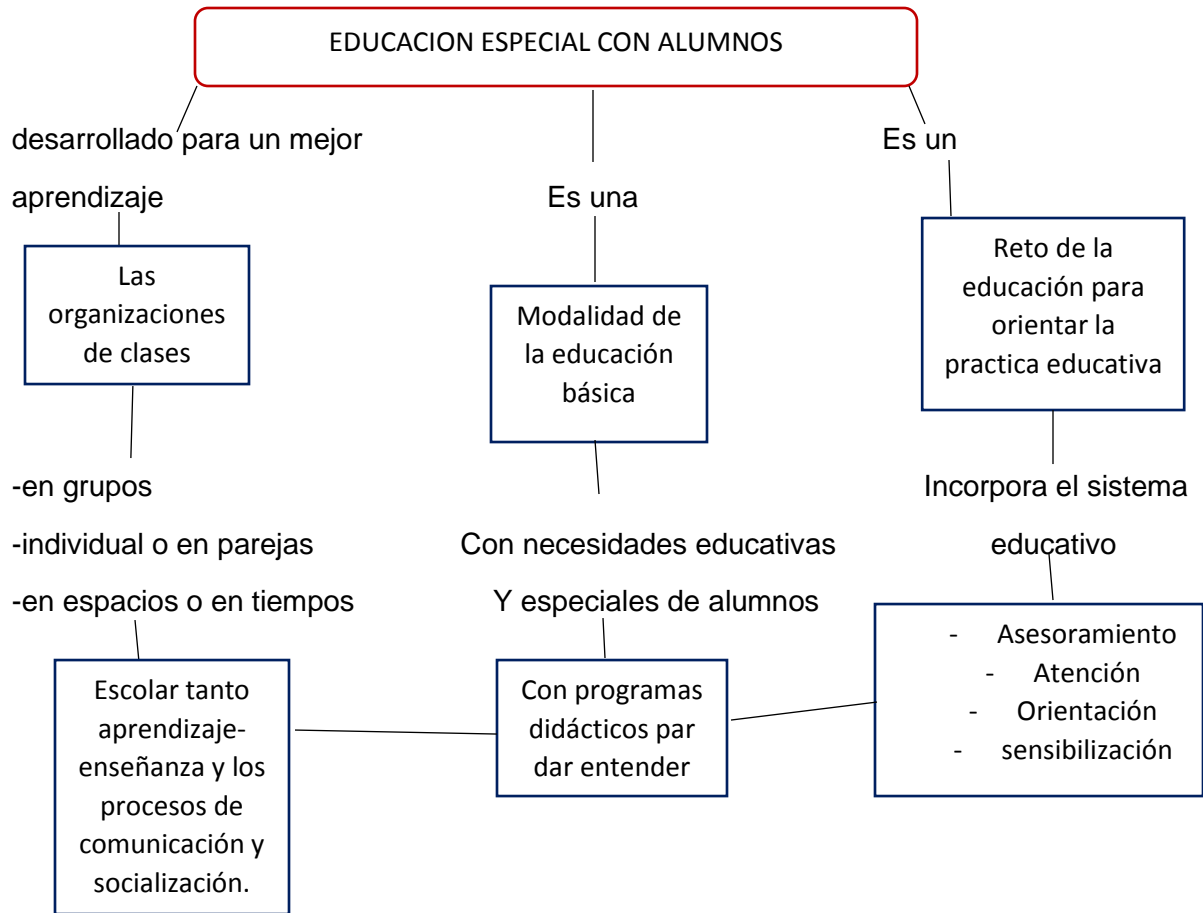 EDUCACION ESPECIAL CON ALUMNOS
desarrollado para un mejor
aprendizaje
Las
organizaciones
de clases
-en grupos
-individual o en parejas
-en espacios o en tiempos
Escolar tanto
aprendizaje-
enseñanza y los
procesos de
comunicación y
socialización.
Es una
Modalidad de
la educación
básica
Con necesidades educativas
Y especiales de alumnos
Con programas
didácticos par
dar entender
Es un
Reto de la
educación para
orientar la
practica educativa
Incorpora el sistema
educativo
- Asesoramiento
- Atención
- Orientación
- sensibilización